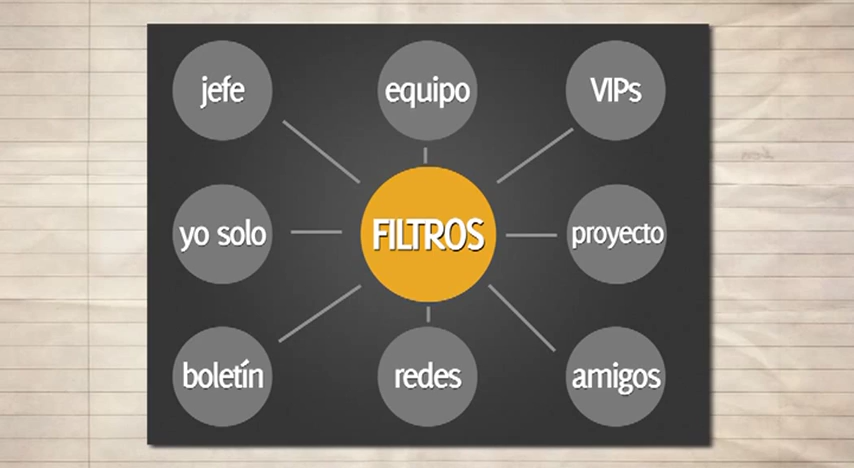 jefe
equipo
VIPs
yo solo
FILTROS
proyecto
boletín
redes
amigos